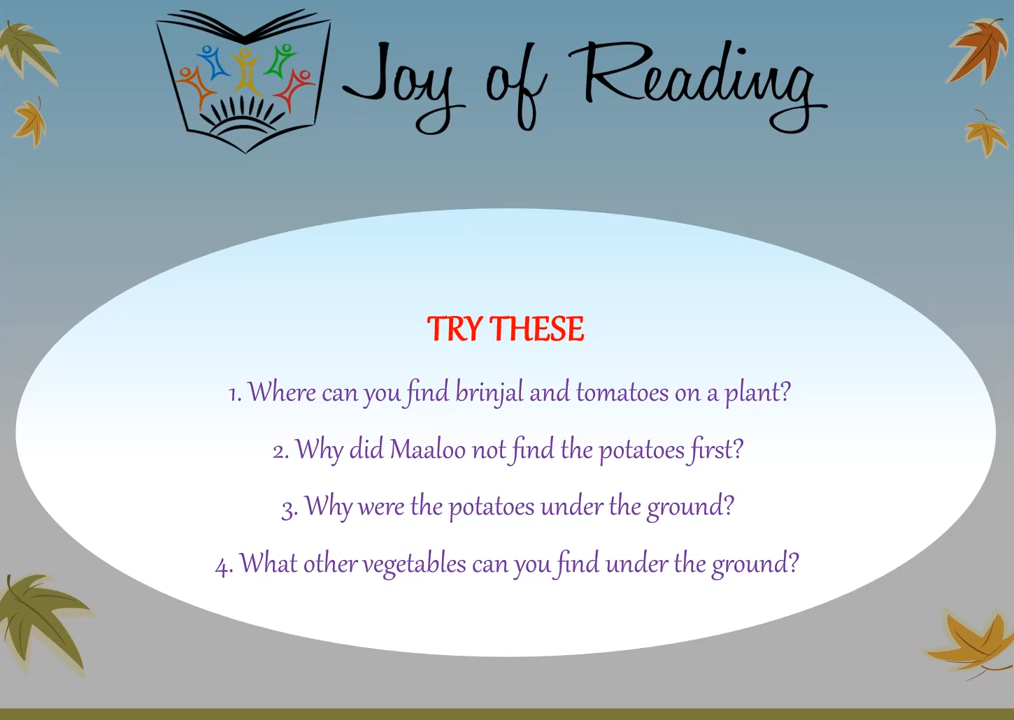 Joy of Reading
TRY THESE
1. Where can you find brinjal and tomatoes on a plant?
2. Why did Maaloo not find the potatoes first?
3. Why were the potatoes under the ground?
4. What other vegetables can you find under the ground?